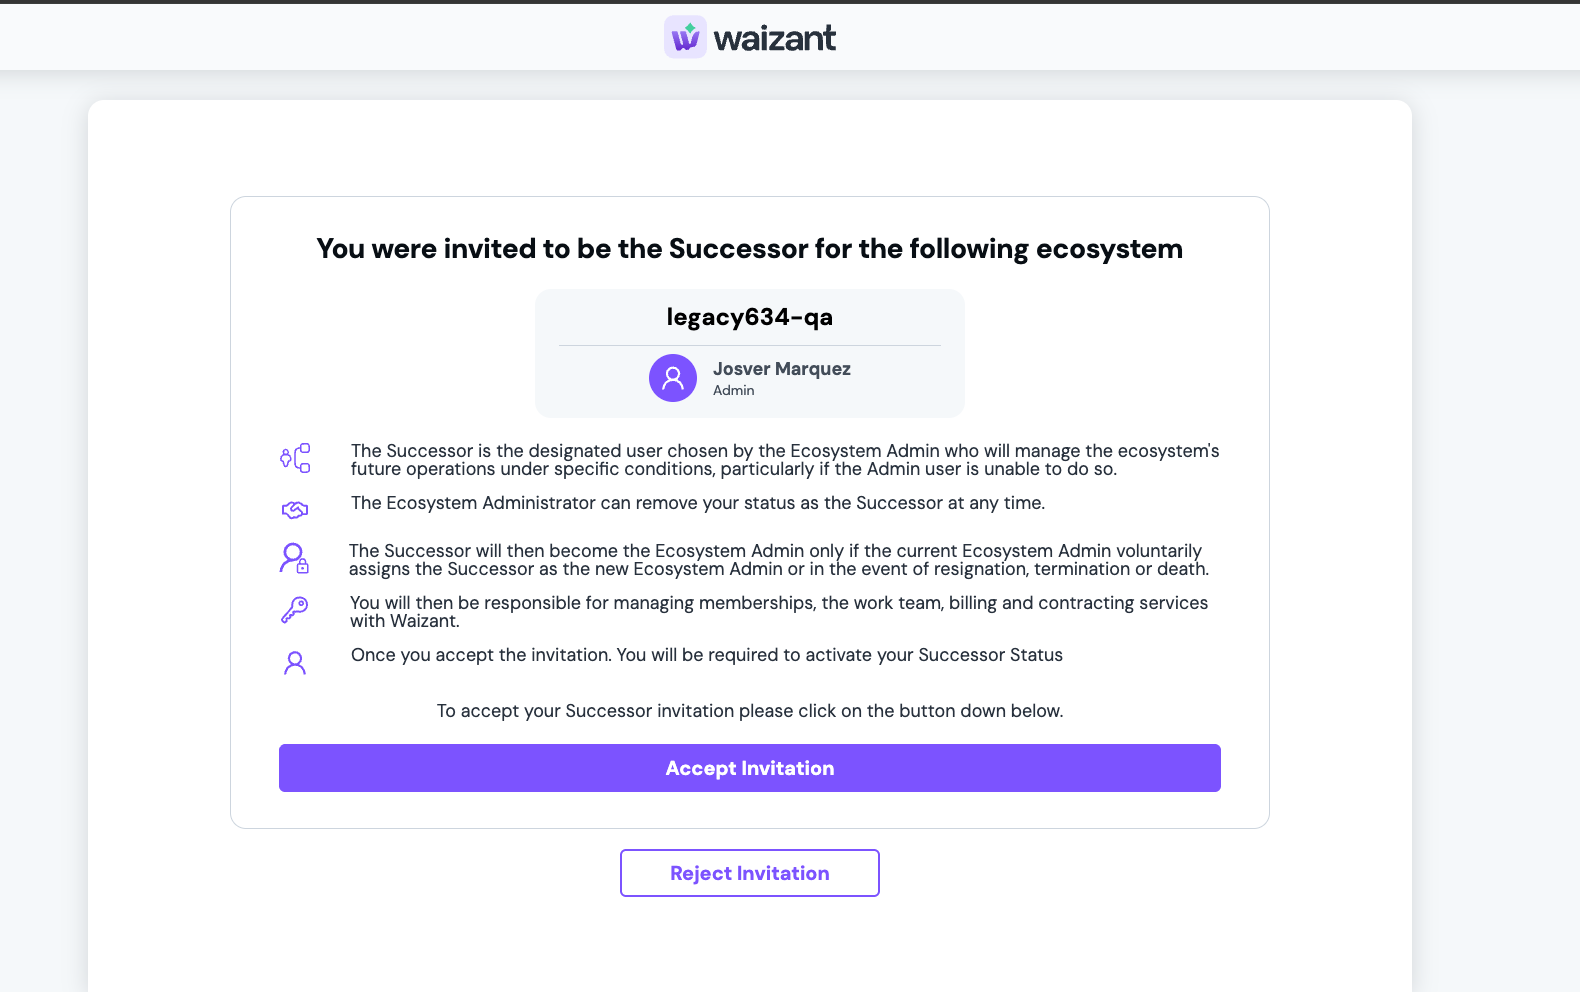 waizant
You were invited to be the Successor for the following ecosystem
legacy634-qa
Josver Marquez
Admin
The Successor is the designated user chosen by the Ecosystem Admin who will manage the ecosystem's
future operations under specific conditions, particularly if the Admin user is unable to do so.
The Ecosystem Administrator can remove your status as the Successor at any time.
The Successor will then become the Ecosystem Admin only if the current Ecosystem Admin voluntarily
assigns the Successor as the new Ecosystem Admin or in the event of resignation, termination or death.
You will then be responsible for managing memberships, the work team, billing and contracting services
with Waizant.
Once you accept the invitation. You will be required to activate your Successor Status
To accept your Successor invitation please click on the button down below.
Accept Invitation
Reject Invitation